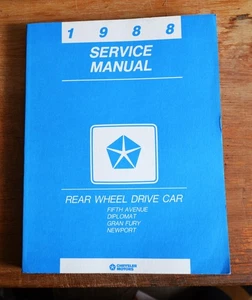 1988
SERVICE
MANUAL
REAR WHEEL DRIVE CAR
FIFTH AVENUE
DIPLOMAT
GRAN FURY
NEWPORT
CHRYSLER
MOTORS